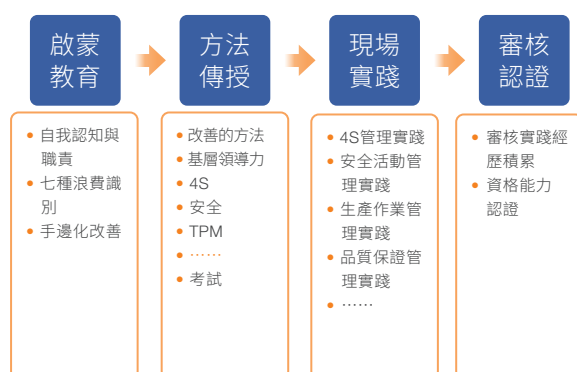 啟蒙
教育
方法
傳授
現場
實踐
審核
認證
• 自我認知與
職責
• 七種浪費識
別
• 手邊化改善
• 改善的方法
• 基層領導力
• 4S
• 安全
• TPM
• ……
• 考試
• 4S管理實踐
• 安全活動管
理實踐
• 生產作業管
理實踐
• 品質保證管
理實踐
• ……
• 審核實踐經
歷積累
• 資格能力
認證